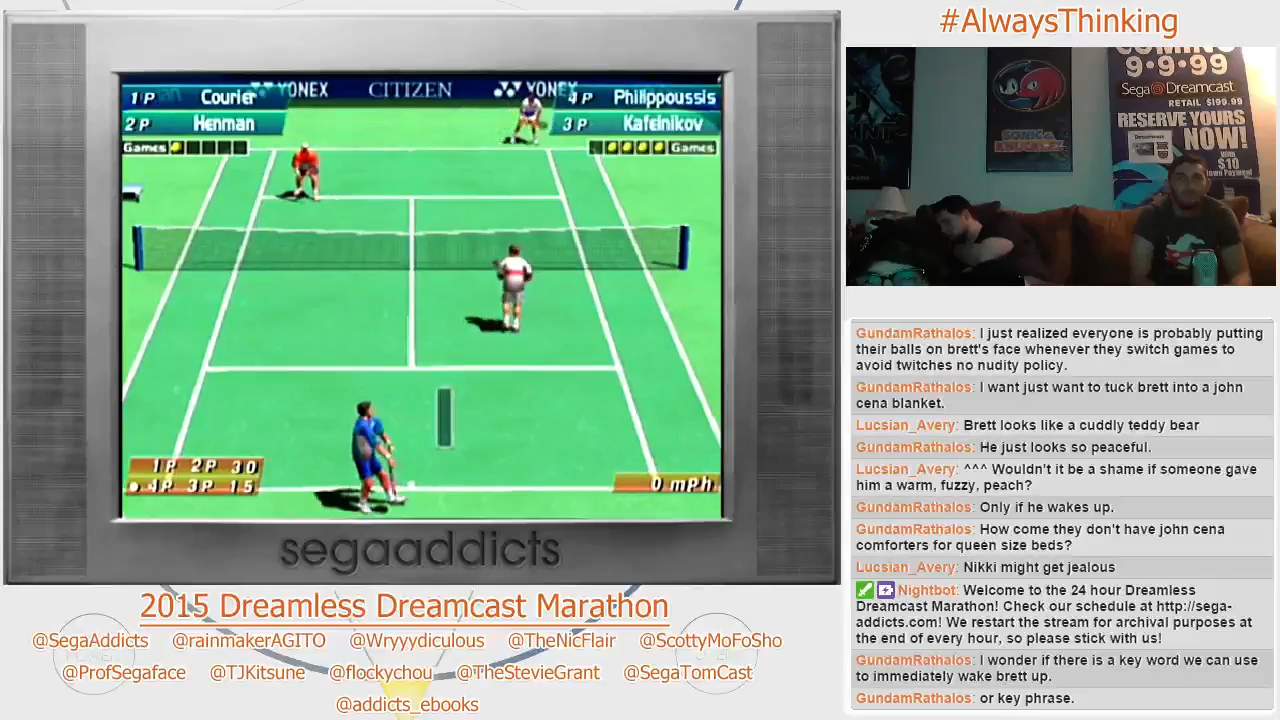 #AlwaysThinking
YONEX CITIZEN YONEX
1P Courier
2P Henman
4P Philippoussis
3P Kafelnikov
Games
Games
1P 2P 30
4P 3P 15
0 mph
segaaddicts
SONIC & KNUCKLES
COMING
9·9·99
Sega Dreamcast
RETAIL $199.99
RESERVE YOURS
NOW!
$10
GundamRathalos: I just realized everyone is probably putting
their balls on brett's face whenever they switch games to
avoid twitches no nudity policy.
GundamRathalos: I want just want to tuck brett into a john
cena blanket.
Lucsian_Avery: Brett looks like a cuddly teddy bear
GundamRathalos: He just looks so peaceful.
Lucsian_Avery: ^^^ Wouldn't it be a shame if someone gave
him a warm, fuzzy, peach?
GundamRathalos: Only if he wakes up.
GundamRathalos: How come they don't have john cena
comforters for queen size beds?
Lucsian_Avery: Nikki might get jealous
Nightbot: Welcome to the 24 hour Dreamless
Dreamcast Marathon! Check our schedule at http://sega-
addicts.com! We restart the stream for archival purposes at
the end of every hour, so please stick with us!
GundamRathalos: I wonder if there is a key word we can use
to immediately wake brett up.
GundamRathalos: or key phrase.
2015 Dreamless Dreamcast Marathon
@SegaAddicts @rainmakerAGITO @Wryyydiculous @TheNicFlair @ScottyMoFoSho
@ProfSegaface @TJKitsune @flockychou @TheStevieGrant @SegaTomCast
@addicts_ebooks